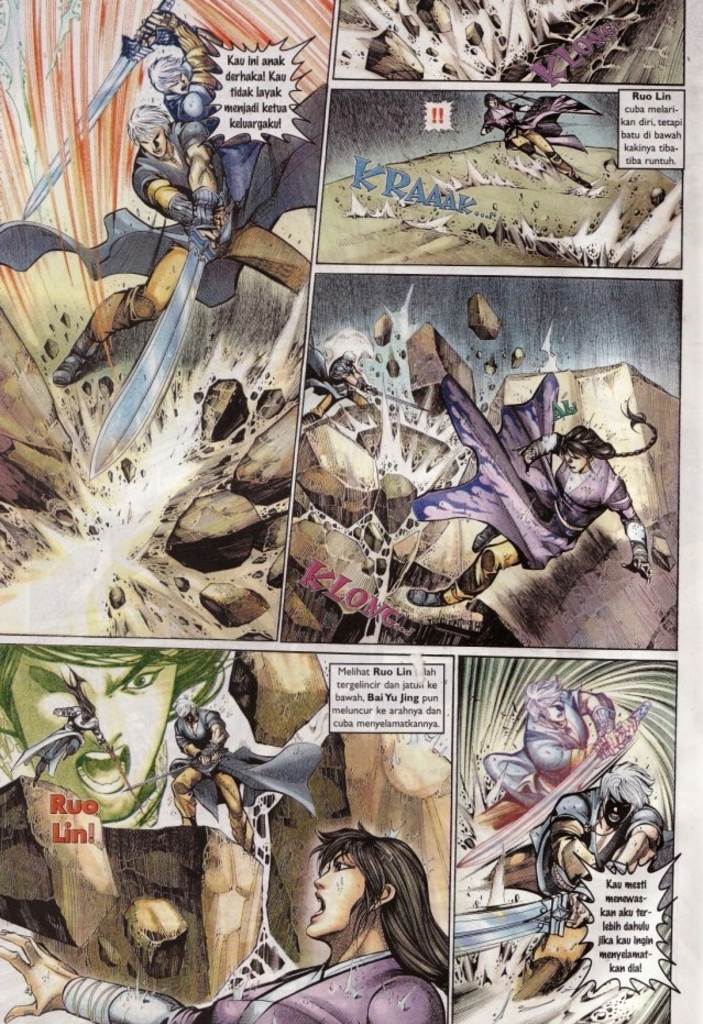 Kau ini anak
derhaka! Kau
tidak layak
menjadi ketua
keluargaku!
KLONG
!!
Ruo Lin
cuba melari-
kan diri, tetapi
batu di bawah
kakinya tiba-
tiba runtuh.
KRAAAK...
KLONG...
Melihat Ruo Lin
tergelincir dan jatuh ke
bawah, Bai Yu Jing pun
meluncur ke arahnya dan
cuba menyelamatkannya.
Ruo
Lin!
Kau mesti
menewas-
kan aku ter-
lebih dahulu
jika kau ingin
menyelamat-
kan dia!